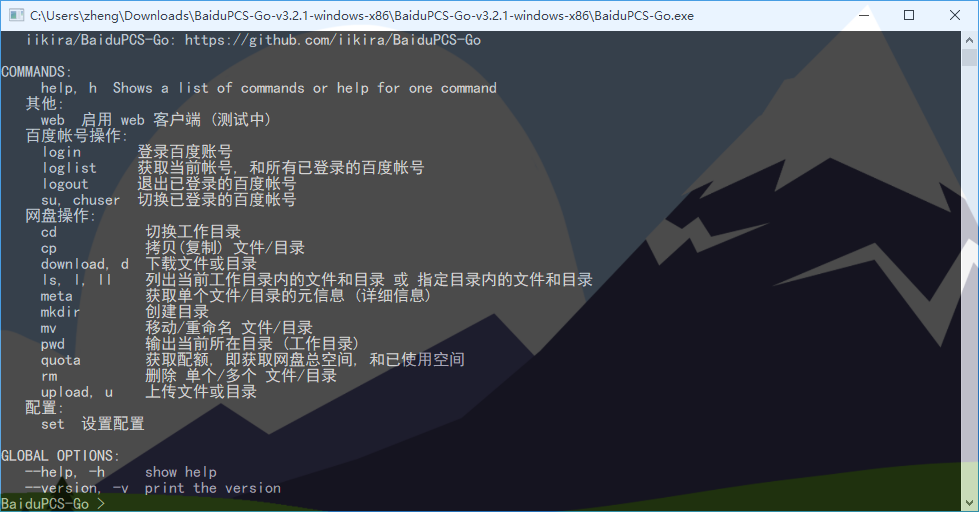 C:\Users\zheng\Downloads\BaiduPCS-Go-v3.2.1-windows-x86\BaiduPCS-Go-v3.2.1-windows-x86\BaiduPCS-Go.exe
iikira/BaiduPCS-Go: https://github.com/iikira/BaiduPCS-Go
COMMANDS:
help, h  Shows a list of commands or help for one command
其他:
web  启用 web 客户端 (测试中)
百度帐号操作:
login       登录百度账号
loglist     获取当前帐号, 和所有已登录的百度帐号
logout      退出已登录的百度帐号
su, chuser  切换已登录的百度帐号
网盘操作:
cd           切换工作目录
cp           拷贝(复制) 文件/目录
download, d  下载文件或目录
ls, l, ll    列出当前工作目录内的文件和目录 或 指定目录内的文件和目录
meta         获取单个文件/目录的元信息 (详细信息)
mkdir        创建目录
mv           移动/重命名 文件/目录
pwd          输出当前所在目录 (工作目录)
quota        获取配额, 即获取网盘总空间, 和已使用空间
rm           删除 单个/多个 文件/目录
upload, u    上传文件或目录
配置:
set  设置配置
GLOBAL OPTIONS:
--help, -h     show help
--version, -v  print the version
BaiduPCS-Go >